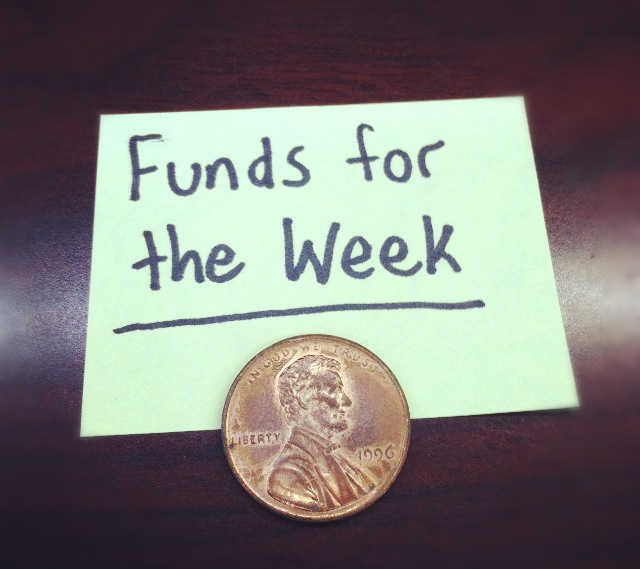 Funds for
the Week
IN GOD WE TRUST
LIBERTY
1996